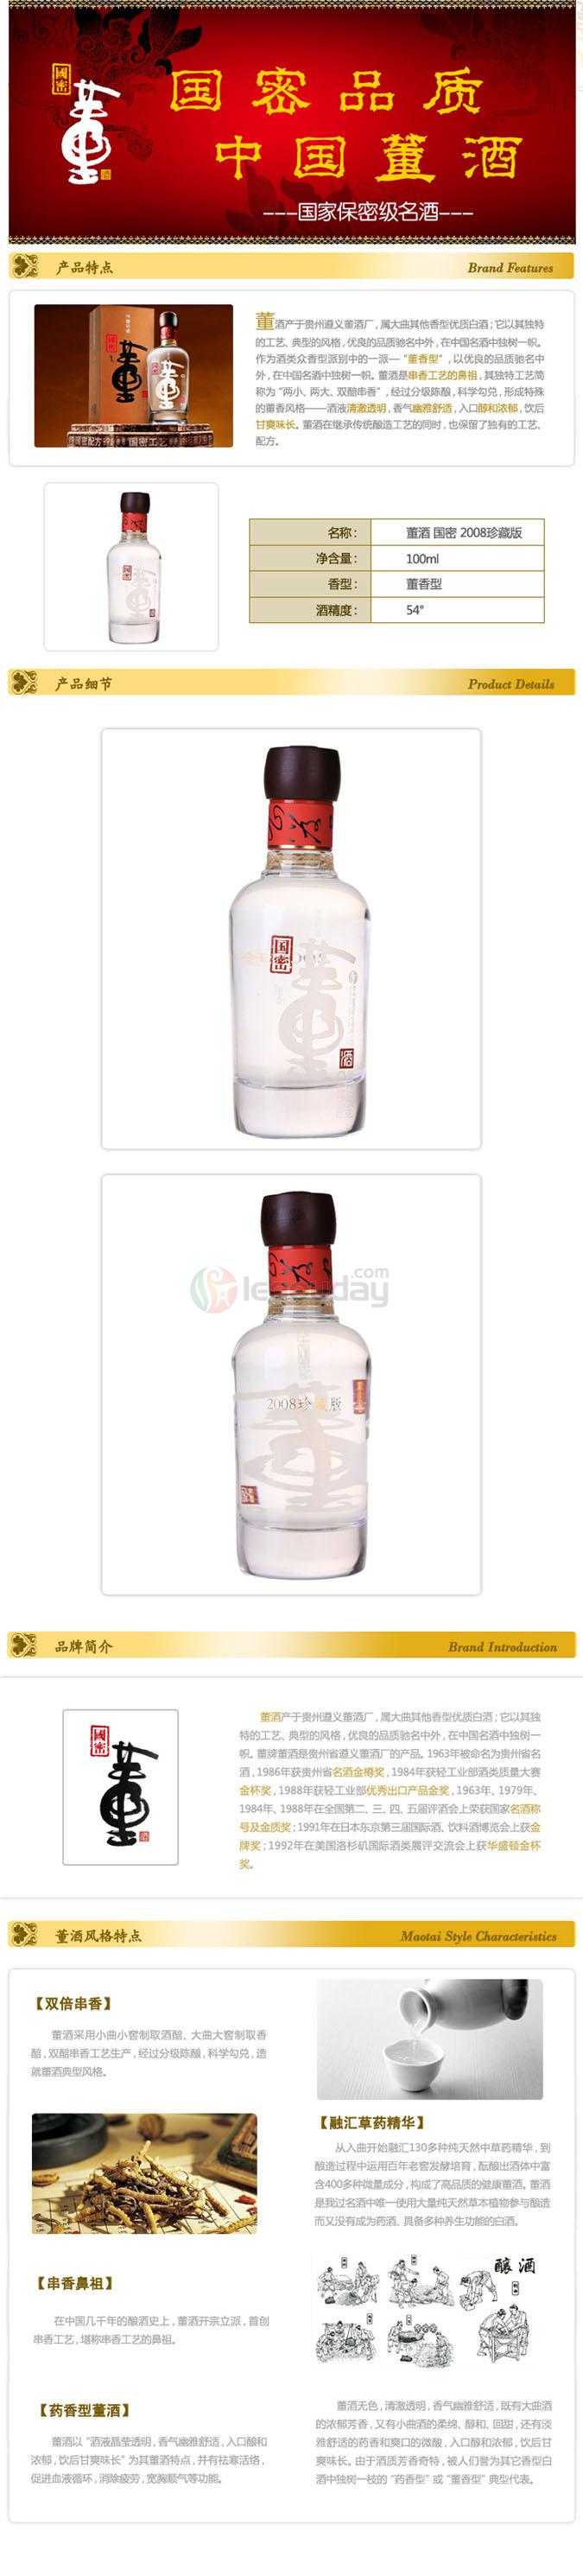 國密
董
酒
国密品质
中国董酒
---国家保密级名酒---
产品特点
Brand Features
董酒产于贵州遵义董酒厂,属大曲其他香型优质白酒;它以其独特
的工艺、典型的风格,优良的品质驰名中外,在中国名酒中独树一帜。
作为酒类众香型派别中的一派—“董香型”,以优良的品质驰名中
外,在中国名酒中独树一帜。董酒是串香工艺的鼻祖,其独特工艺简
称为“两小、两大、双醅串香”,经过分级陈酿,科学勾兑,形成特殊
的董香风格——酒液清澈透明,香气幽雅舒适,入口醇和浓郁,饮后
甘爽味长。董酒在继承传统酿造工艺的同时,也保留了独有的工艺、
配方。
名称: 董酒 国密 2008珍藏版
净含量: 100ml
香型: 董香型
酒精度: 54°
产品细节
Product Details
国密
董
酒
.com
2008珍藏版
董
品牌简介
Brand Introduction
國密
董
酒
董酒产于贵州遵义董酒厂,属大曲其他香型优质白酒;它以其独
特的工艺、典型的风格,优良的品质驰名中外,在中国名酒中独树一
帜。董牌董酒是贵州省遵义董酒厂的产品。1963年被命名为贵州省名
酒,1986年获贵州省名酒金樽奖,1984年获轻工业部酒类质量大赛
金杯奖,1988年获轻工业部优秀出口产品金奖,1963年、1979年、
1984年、1988年在全国第二、三、四、五届评酒会上荣获国家名酒称
号及金质奖;1991年在日本东京第三届国际酒、饮料酒博览会上获金
牌奖;1992年在美国洛杉矶国际酒类展评交流会上获华盛顿金杯
奖。
董酒风格特点
Maotai Style Characteristics
【双倍串香】
董酒采用小曲小窖制取酒醅、大曲大窖制取香
醅,双醅串香工艺生产,经过分级陈酿,科学勾兑,造
就董酒典型风格。
【融汇草药精华】
从入曲开始融汇130多种纯天然中草药精华,到
酿造过程中运用百年老窖发酵培育,酝酿出酒体中富
含400多种微量成分,构成了高品质的健康董酒。董酒
是我过名酒中唯一使用大量纯天然草本植物参与酿造
而又没有成为药酒、具备多种养生功能的白酒。
【串香鼻祖】
在中国几千年的酿酒史上,董酒开宗立派,首创
串香工艺,堪称串香工艺的鼻祖。
酿酒
【药香型董酒】
董酒以“酒液晶莹透明,香气幽雅舒适,入口酿和
浓郁,饮后甘爽味长”为其董酒特点,并有祛寒活络,
促进血液循环,消除疲劳,宽胸顺气等功能。
董酒无色,清澈透明,香气幽雅舒适,既有大曲酒
的浓郁芳香,又有小曲酒的柔绵、醇和、回甜,还有淡
雅舒适的药香和爽口的微酸,入口醇和浓郁,饮后甘
爽味长。由于酒质芳香奇特,被人们誉为其它香型白
酒中独树一枝的“药香型”或“董香型”典型代表。